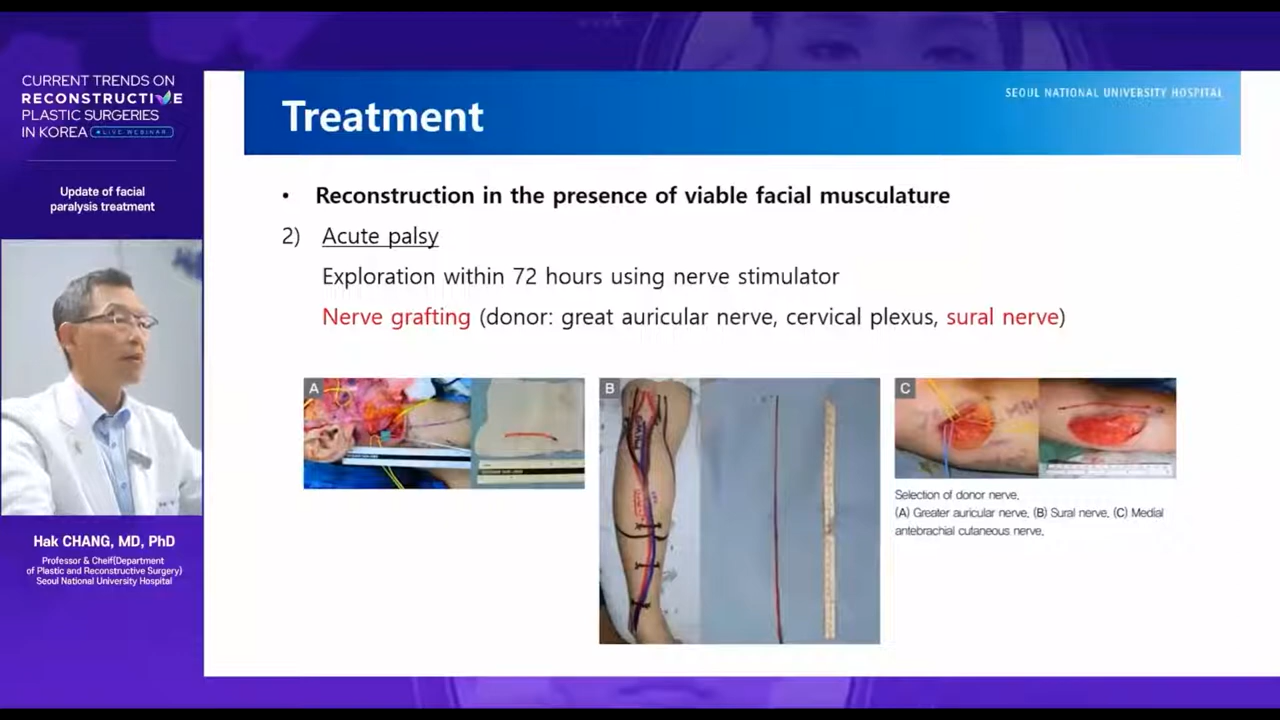 CURRENT TRENDS ON
RECONSTRUCTIVE
PLASTIC SURGERIES
IN KOREA LIVE WEBINAR
Update of facial
paralysis treatment
Hak CHANG, MD, PhD
Professor & Cheif(Department
of Plastic and Reconstructive Surgery)
Seoul National University Hospital
SEOUL NATIONAL UNIVERSITY HOSPITAL
Treatment
• Reconstruction in the presence of viable facial musculature
2) Acute palsy
Exploration within 72 hours using nerve stimulator
Nerve grafting (donor: great auricular nerve, cervical plexus, sural nerve)
A
B
C
Selection of donor nerve.
(A) Greater auricular nerve. (B) Sural nerve. (C) Medial
antebrachial cutaneous nerve.